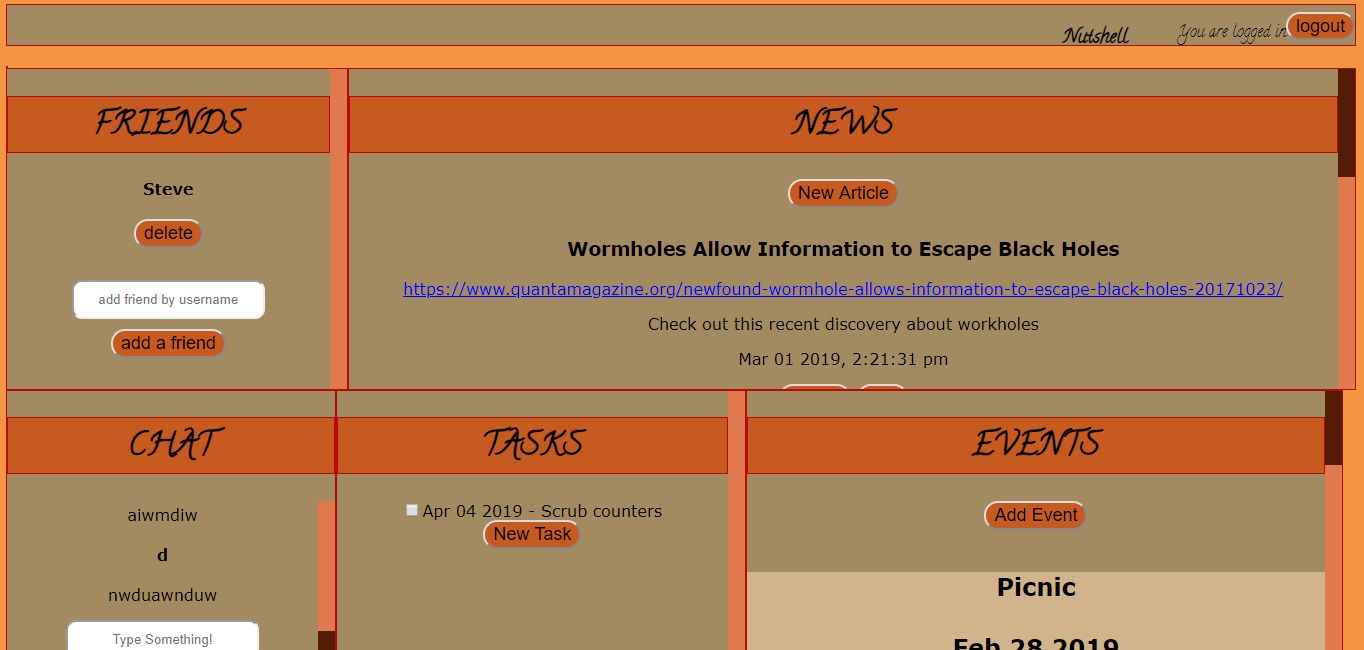 Nutshell
You are logged in
logout
FRIENDS
Steve
delete
add friend by username
add a friend
NEWS
New Article
Wormholes Allow Information to Escape Black Holes
https://www.quantamagazine.org/newfound-wormhole-allows-information-to-escape-black-holes-20171023/
Check out this recent discovery about workholes
Mar 01 2019, 2:21:31 pm
CHAT
aiwmdiw
d
nwduawnduw
Type Something!
TASKS
Apr 04 2019 - Scrub counters
New Task
EVENTS
Add Event
Picnic
Feb 28 2019